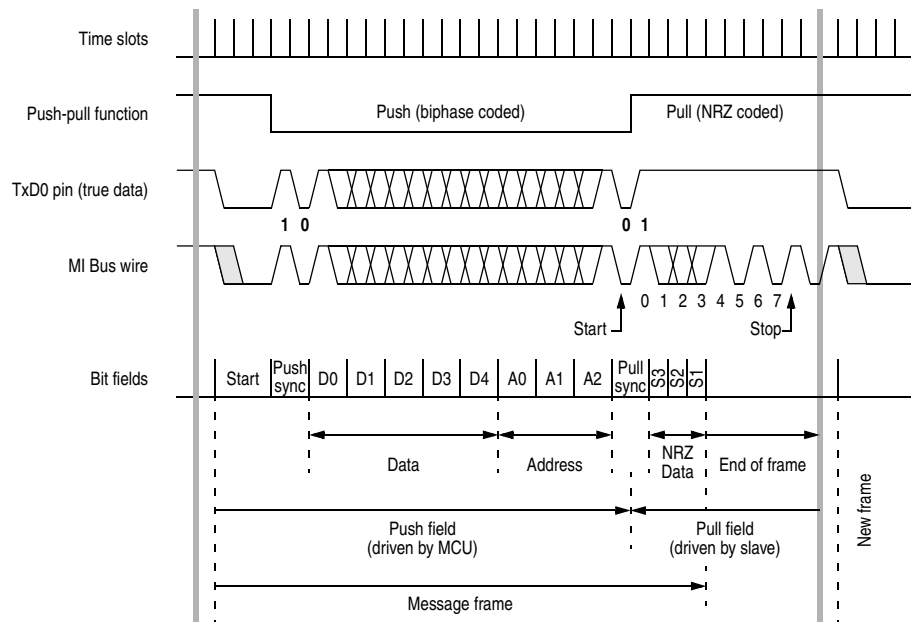 Time slots
Push-pull function
Push (biphase coded)
Pull (NRZ coded)
TxD0 pin (true data)
1 0
0 1
MI Bus wire
0 1 2 3 4 5 6 7
Start
Stop
Bit fields
Start
Push
sync
D0
D1
D2
D3
D4
A0
A1
A2
Pull
sync
S3
S2
S1
Data
Address
NRZ
Data
End of frame
Push field
(driven by MCU)
Pull field
(driven by slave)
Message frame
New frame